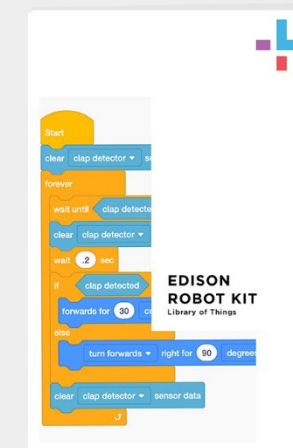 Start
clear clap detector
forever
wait until clap
clear clap detector
wait .2 sec
if clap detected
forwards for 30
else
turn forwards right for 90
clear clap detector sensor data
EDISON
ROBOT KIT
Library of Things